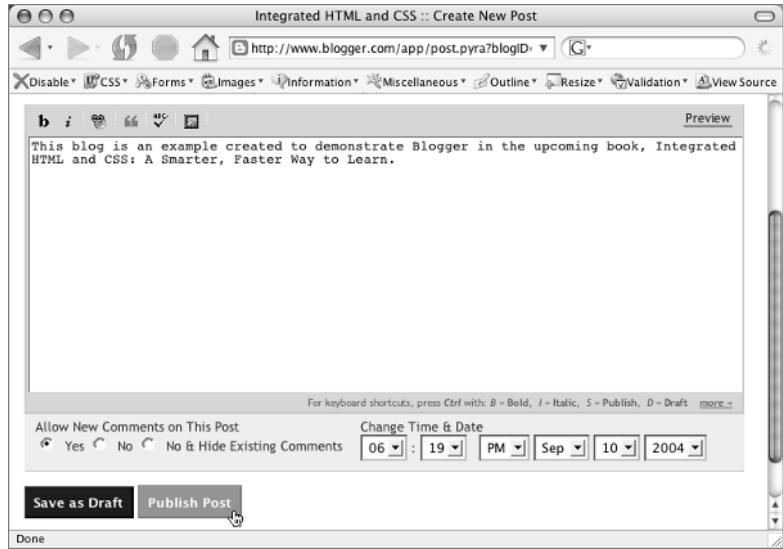 Integrated HTML and CSS :: Create New Post
http://www.blogger.com/app/post.pyra?blogID G
Disable CSS Forms Images Information Miscellaneous Outline Resize Validation View Source
b i ABC Preview
This blog is an example created to demonstrate Blogger in the upcoming book, Integrated
HTML and CSS: A Smarter, Faster Way to Learn.
For keyboard shortcuts, press Ctrl with: B = Bold, I = Italic, S = Publish, D = Draft more »
Allow New Comments on This Post Change Time & Date
Yes No No & Hide Existing Comments 06 : 19 PM Sep 10 2004
Save as Draft Publish Post
Done